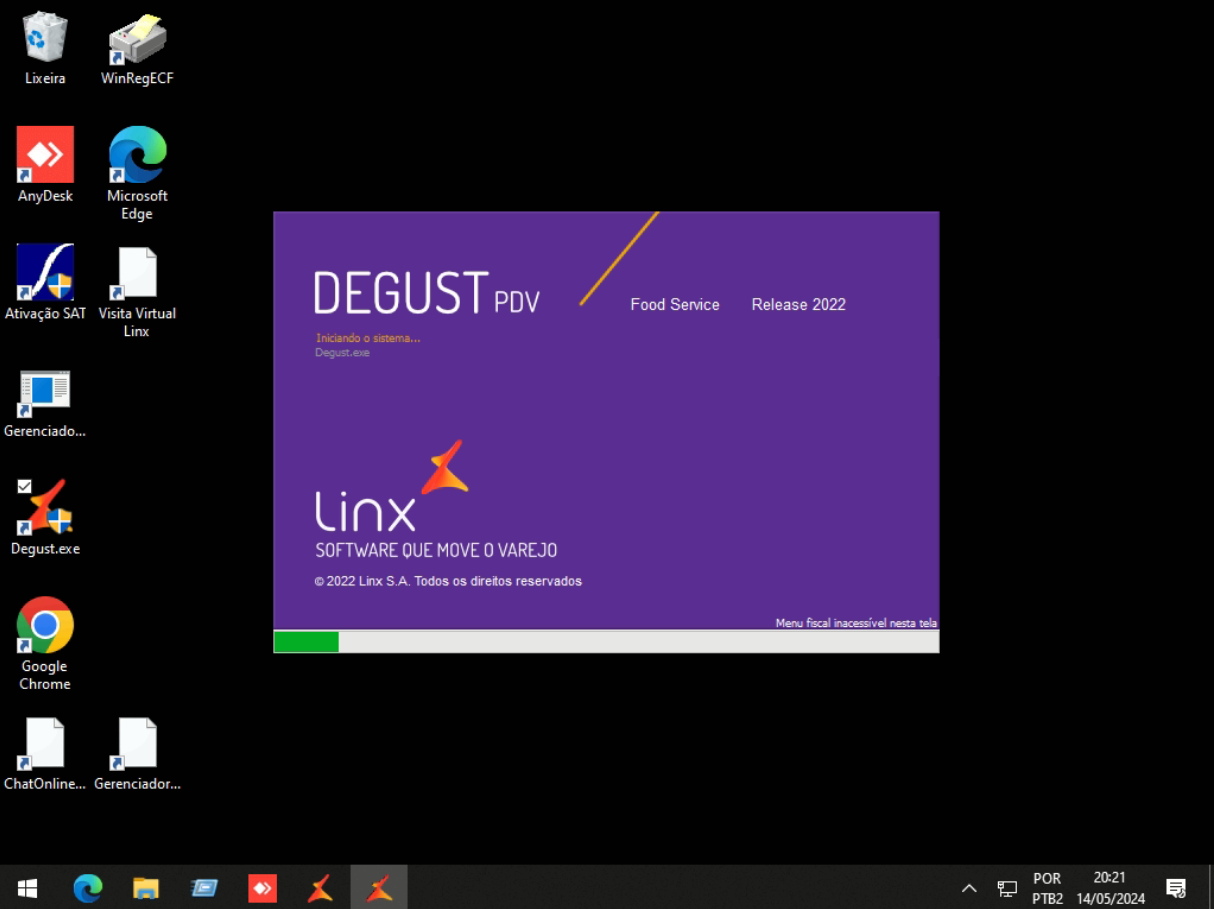 Lixeira
WinRegECF
AnyDesk
Microsoft
Edge
Ativação SAT
Visita Virtual
Linx
Gerenciado...
Degust.exe
Google
Chrome
ChatOnline...
Gerenciador...
DEGUST PDV
Food Service
Release 2022
Iniciando o sistema...
Degust.exe
Linx
SOFTWARE QUE MOVE O VAREJO
© 2022 Linx S.A. Todos os direitos reservados
Menu fiscal inacessível nesta tela
POR
PTB2
20:21
14/05/2024